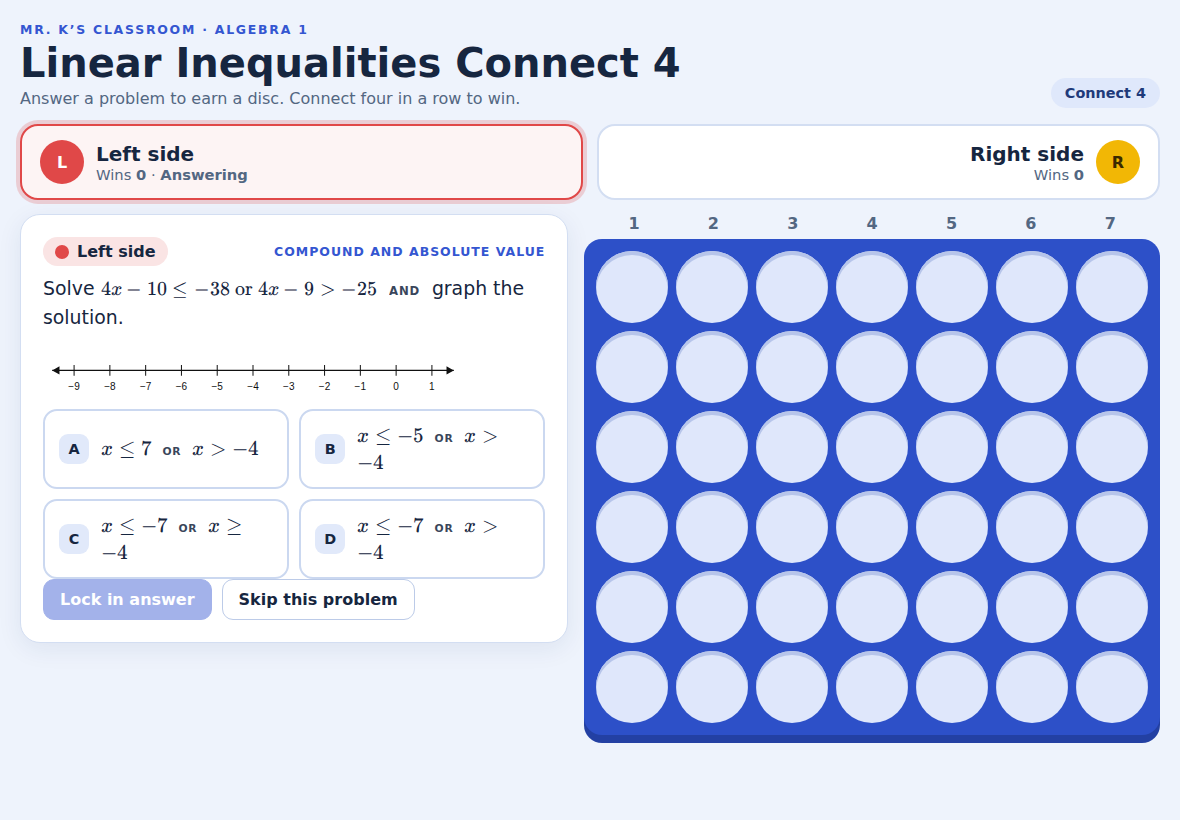 MR. K'S CLASSROOM · ALGEBRA 1
Linear Inequalities Connect 4
Answer a problem to earn a disc. Connect four in a row to win.
Connect 4
L
Left side
Wins 0 · Answering
Right side
Wins 0
R
Left side
COMPOUND AND ABSOLUTE VALUE
Solve 4x − 10 ≤ −38 or 4x − 9 > −25 AND graph the
solution.
−9 −8 −7 −6 −5 −4 −3 −2 −1 0 1
A x ≤ 7 OR x > −4
B x ≤ −5 OR x >
−4
C x ≤ −7 OR x ≥
−4
D x ≤ −7 OR x >
−4
Lock in answer
Skip this problem
1 2 3 4 5 6 7